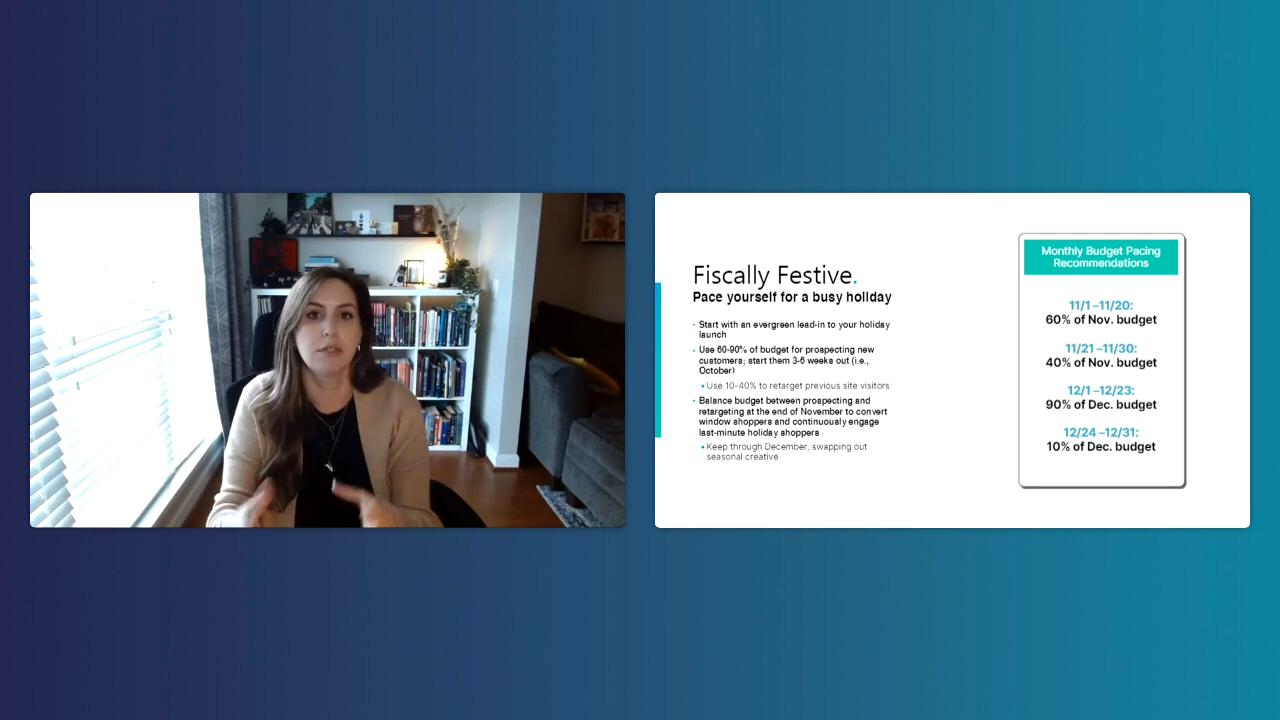 Fiscally Festive.
Pace yourself for a busy holiday
• Start with an evergreen lead-in to your holiday
launch
• Use 60-90% of budget for prospecting new
customers; start them 3-6 weeks out (i.e.,
October)
• Use 10-40% to retarget previous site visitors
• Balance budget between prospecting and
retargeting at the end of November to convert
window shoppers and continuously engage
last-minute holiday shoppers
• Keep through December, swapping out
seasonal creative
Monthly Budget Pacing
Recommendations
11/1 –11/20:
60% of Nov. budget
11/21 –11/30:
40% of Nov. budget
12/1 –12/23:
90% of Dec. budget
12/24 –12/31:
10% of Dec. budget